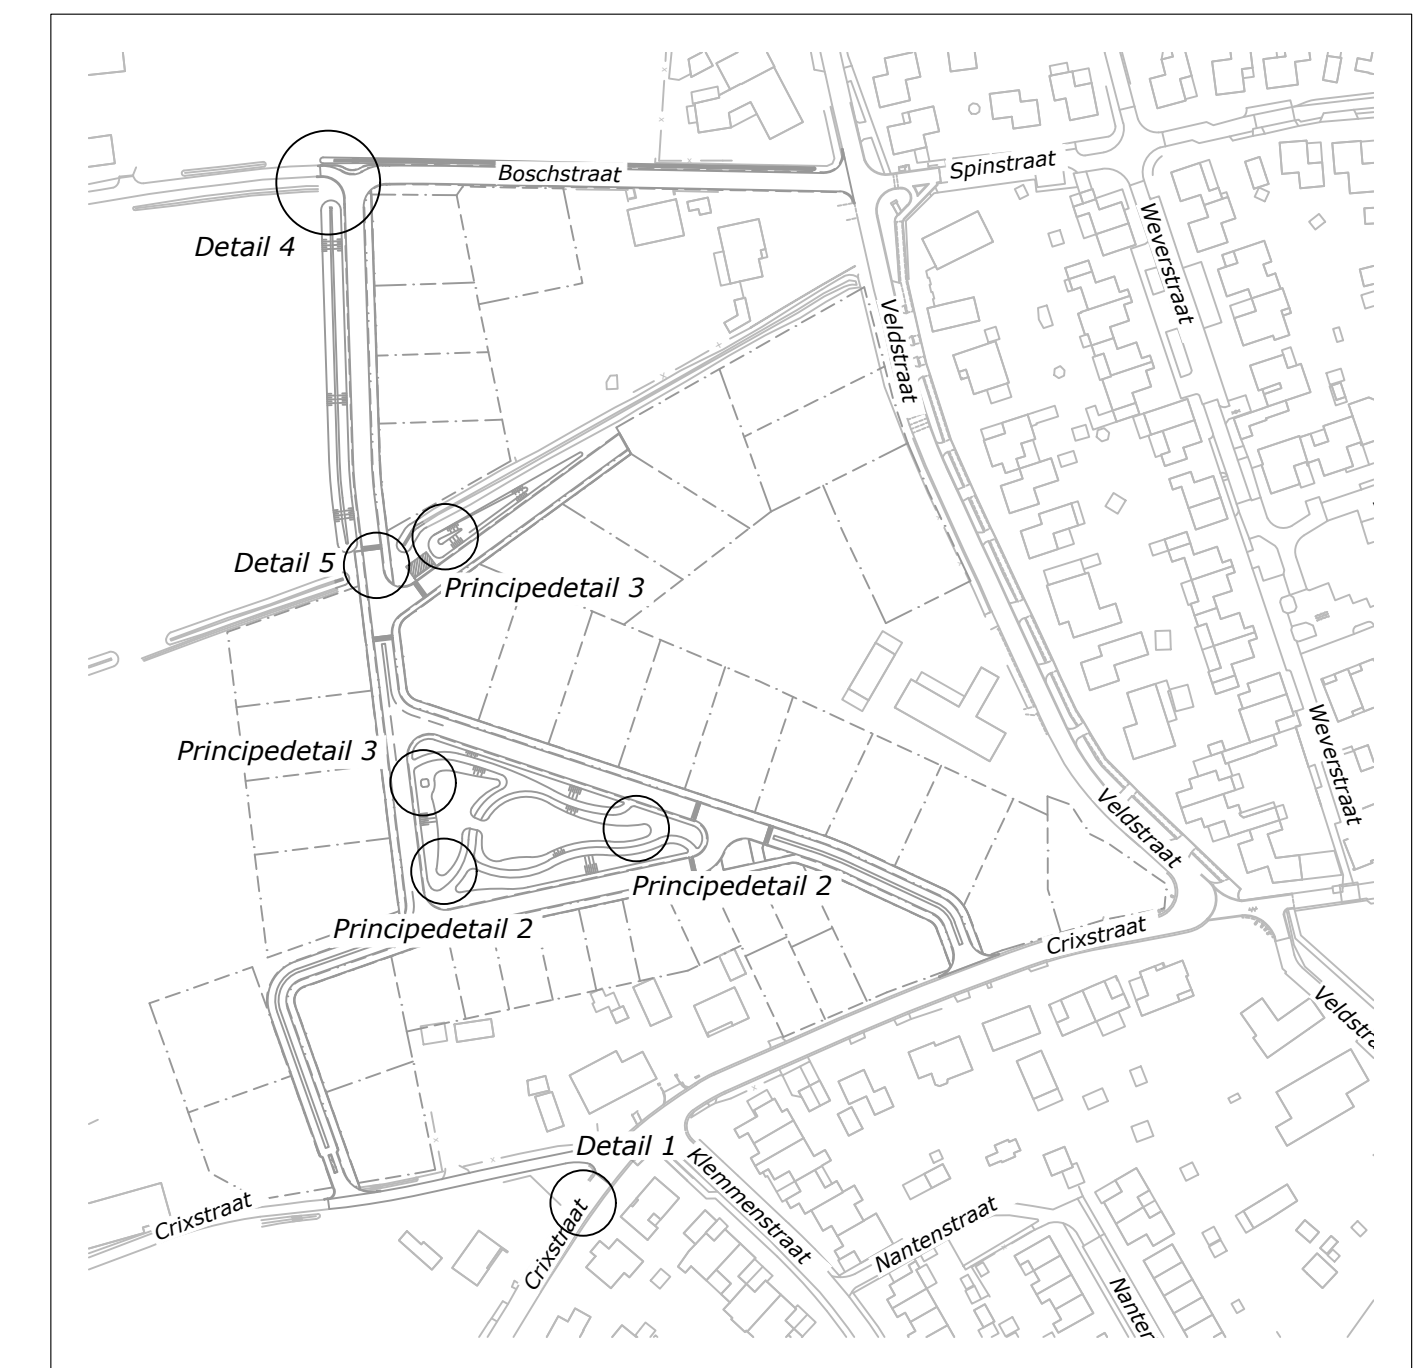 Boschstraat
Spinstraat
Detail 4
Weverstraat
Veldstraat
Detail 5
Principedetail 3
Principedetail 3
Weverstraat
Veldstraat
Principedetail 2
Principedetail 2
Crixstraat
Veldstra
Detail 1
Klemmenstraat
Crixstraat
Crixstraat
Nantenstraat
Nanten